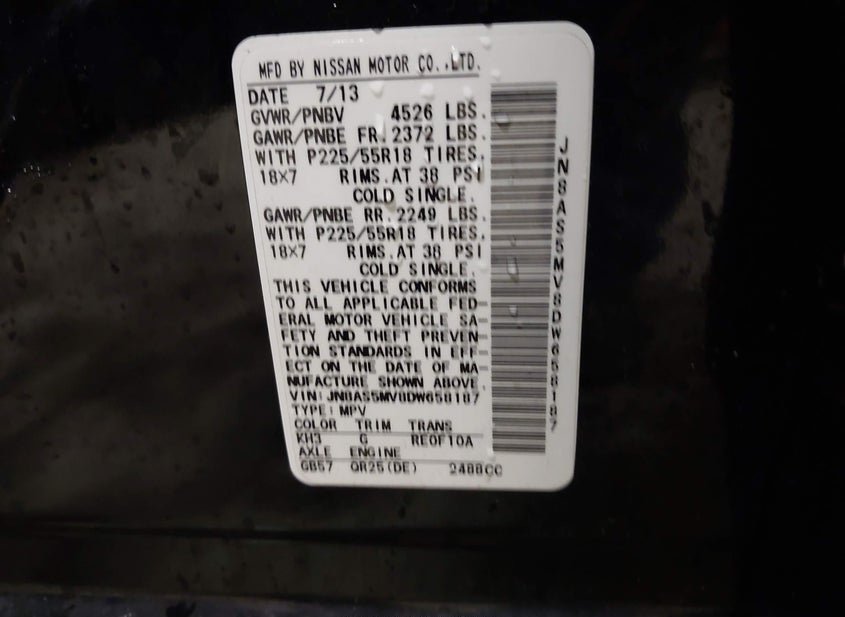 MFD BY NISSAN MOTOR CO.,LTD.
DATE 7/13
GVWR/PNBV 4526 LBS.
GAWR/PNBE FR. 2372 LBS.
WITH P225/55R18 TIRES.
18X7 RIMS.AT 38 PSI
COLD SINGLE.
GAWR/PNBE RR. 2249 LBS.
WITH P225/55R18 TIRES.
18X7 RIMS.AT 38 PSI
COLD SINGLE.
THIS VEHICLE CONFORMS
TO ALL APPLICABLE FED-
ERAL MOTOR VEHICLE SA-
FETY AND THEFT PREVEN-
TION STANDARDS IN EFF-
ECT ON THE DATE OF MA-
NUFACTURE SHOWN ABOVE.
VIN: JN8AS5MV8DW658187
TYPE: MPV
COLOR TRIM TRANS
KH3 G RE0F10A
AXLE ENGINE
GB57 QR25(DE) 2488CC
JN8AS5MV8DW658187